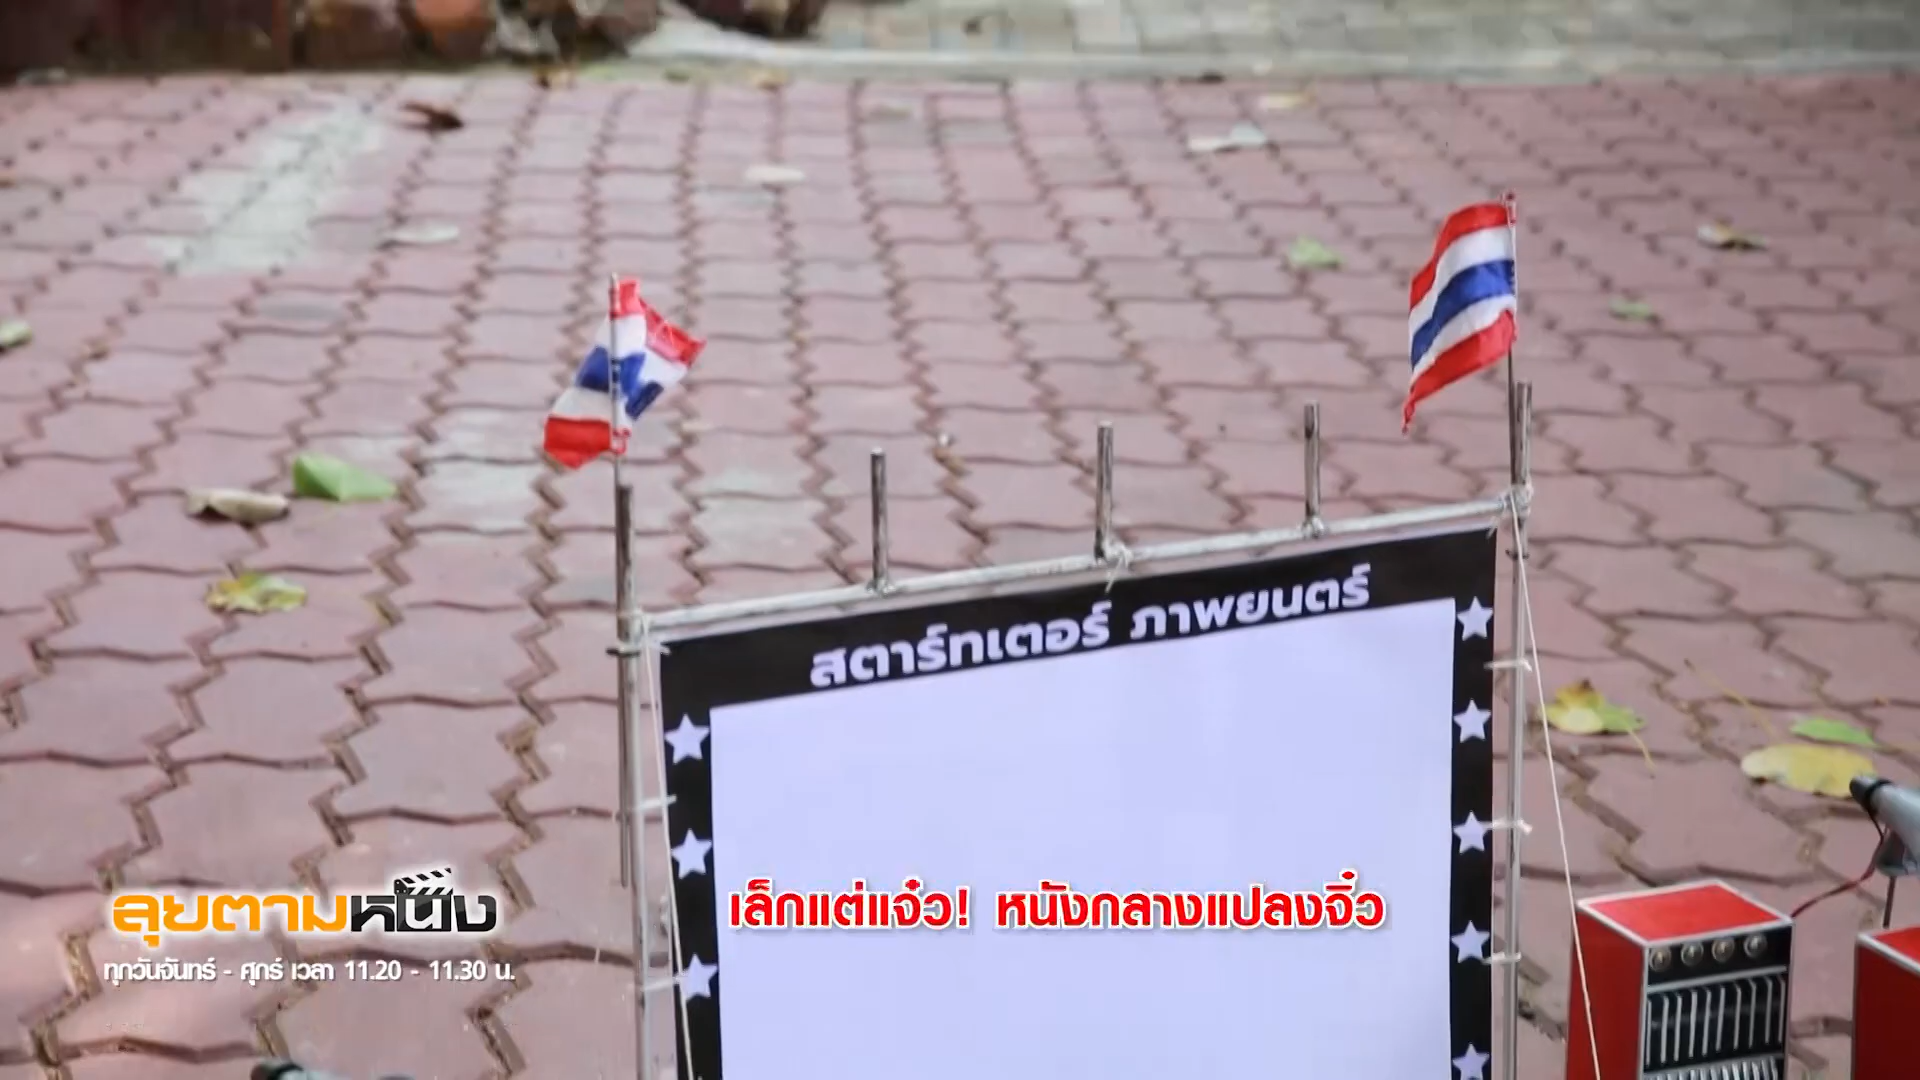 สตาร์ทเตอร์ ภาพยนตร์
เล็กแต่แจ๋ว! หนังกลางแปลงจิ๋ว
ลุยตามหนัง
ทุกวันจันทร์ - ศุกร์ เวลา 11.20 - 11.30 น.